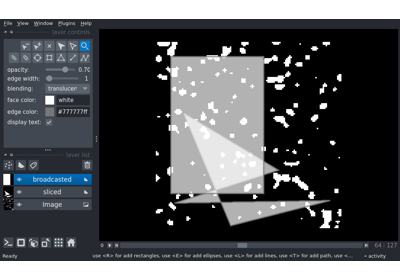 File View Window Plugins Help
layer controls
opacity: 0.70
edge width: 1
blending: translucen
face color: white
edge color: #777777ff
display text:
layer list
broadcasted
sliced
Image
64 127
Ready
use <R> for add rectangles, use <E> for add ellipses, use <L> for add lines, use <T> for add path, use <...
activity